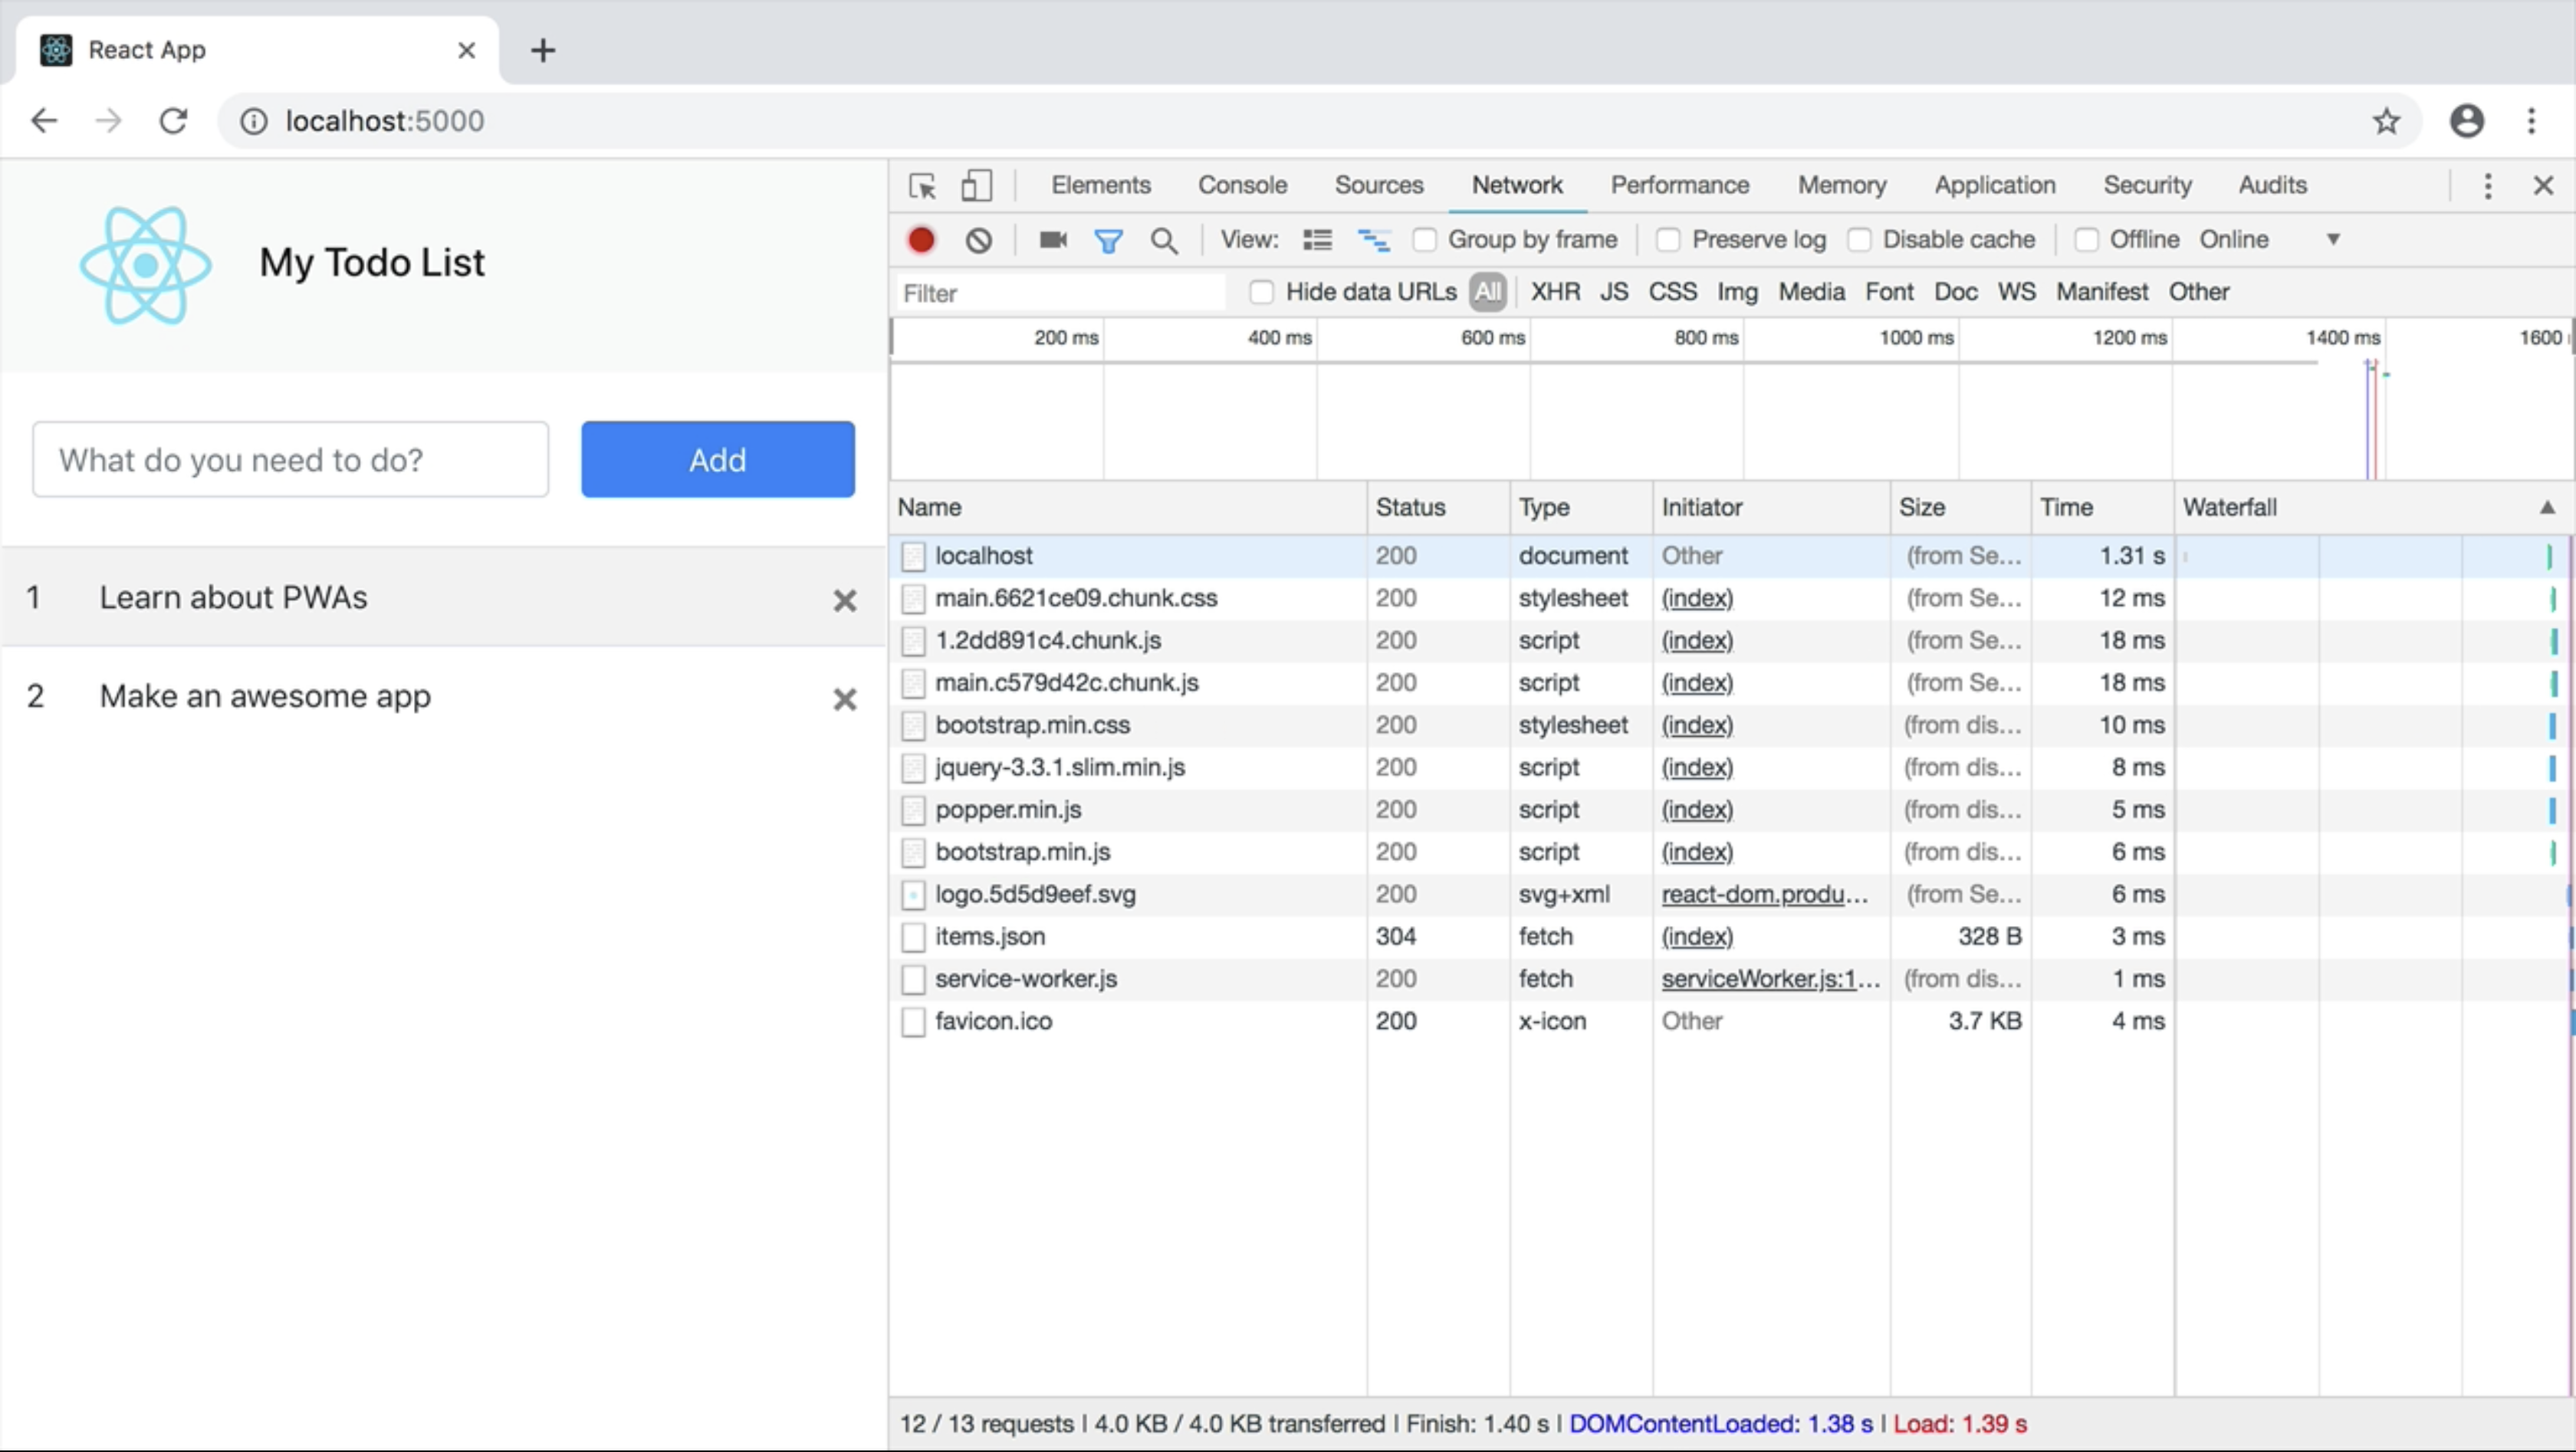 React App
localhost:5000
My Todo List
What do you need to do?
Add
1 Learn about PWAs
2 Make an awesome app
Elements Console Sources Network Performance Memory Application Security Audits
View: Group by frame Preserve log Disable cache Offline Online
Filter Hide data URLs All XHR JS CSS Img Media Font Doc WS Manifest Other
200 ms 400 ms 600 ms 800 ms 1000 ms 1200 ms 1400 ms 1600
Name Status Type Initiator Size Time Waterfall
localhost 200 document Other (from Se... 1.31 s
main.6621ce09.chunk.css 200 stylesheet (index) (from Se... 12 ms
1.2dd891c4.chunk.js 200 script (index) (from Se... 18 ms
main.c579d42c.chunk.js 200 script (index) (from Se... 18 ms
bootstrap.min.css 200 stylesheet (index) (from dis... 10 ms
jquery-3.3.1.slim.min.js 200 script (index) (from dis... 8 ms
popper.min.js 200 script (index) (from dis... 5 ms
bootstrap.min.js 200 script (index) (from dis... 6 ms
logo.5d5d9eef.svg 200 svg+xml react-dom.produ... (from Se... 6 ms
items.json 304 fetch (index) 328 B 3 ms
service-worker.js 200 fetch serviceWorker.js:1... (from dis... 1 ms
favicon.ico 200 x-icon Other 3.7 KB 4 ms
12 / 13 requests | 4.0 KB / 4.0 KB transferred | Finish: 1.40 s | DOMContentLoaded: 1.38 s | Load: 1.39 s